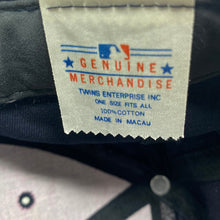 GENUINE
MERCHANDISE
TWINS ENTERPRISE INC
ONE SIZE FITS ALL
100% COTTON
MADE IN MACAU